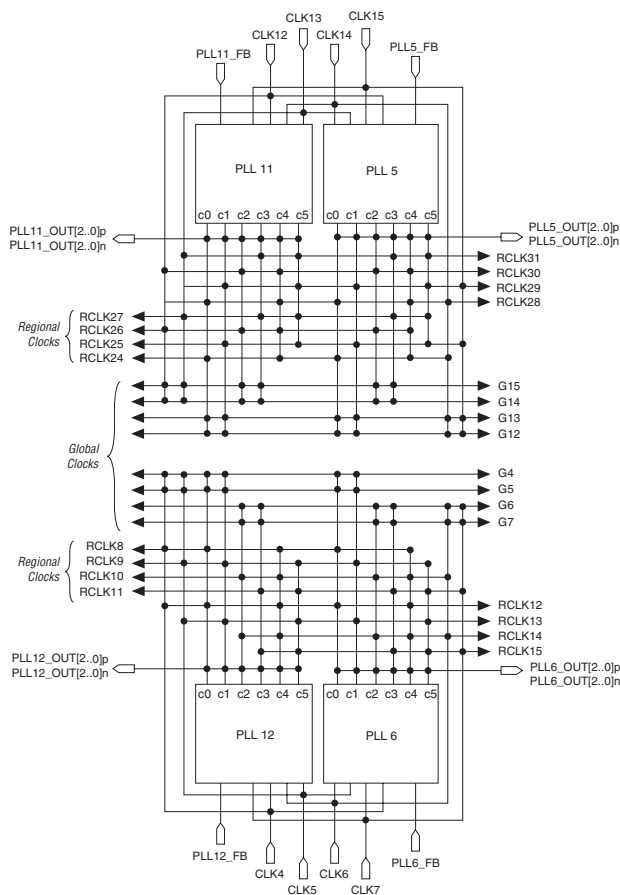 CLK13 CLK15
CLK12 CLK14
PLL11_FB PLL5_FB
PLL 11 PLL 5
c0 c1 c2 c3 c4 c5 c0 c1 c2 c3 c4 c5
PLL11_OUT[2..0]p PLL5_OUT[2..0]p
PLL11_OUT[2..0]n PLL5_OUT[2..0]n
RCLK31
RCLK30
RCLK29
RCLK28
Regional
Clocks
RCLK27
RCLK26
RCLK25
RCLK24
G15
G14
G13
G12
Global
Clocks
G4
G5
G6
G7
Regional
Clocks
RCLK8
RCLK9
RCLK10
RCLK11
RCLK12
RCLK13
RCLK14
RCLK15
PLL12_OUT[2..0]p PLL6_OUT[2..0]p
PLL12_OUT[2..0]n PLL6_OUT[2..0]n
c0 c1 c2 c3 c4 c5 c0 c1 c2 c3 c4 c5
PLL 12 PLL 6
PLL12_FB PLL6_FB
CLK4 CLK6
CLK5 CLK7